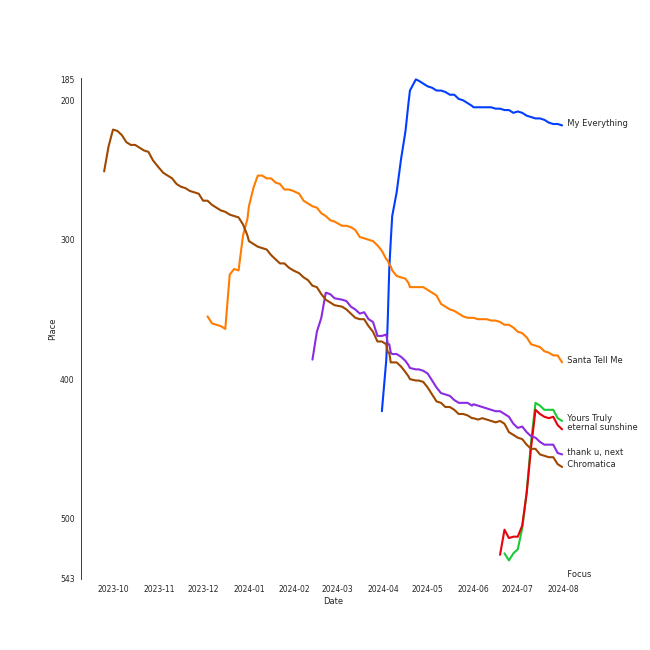 185
200
300
400
500
543
Place
2023-10 2023-11 2023-12 2024-01 2024-02 2024-03 2024-04 2024-05 2024-06 2024-07 2024-08
Date
My Everything
Santa Tell Me
Yours Truly
eternal sunshine
thank u, next
Chromatica
Focus